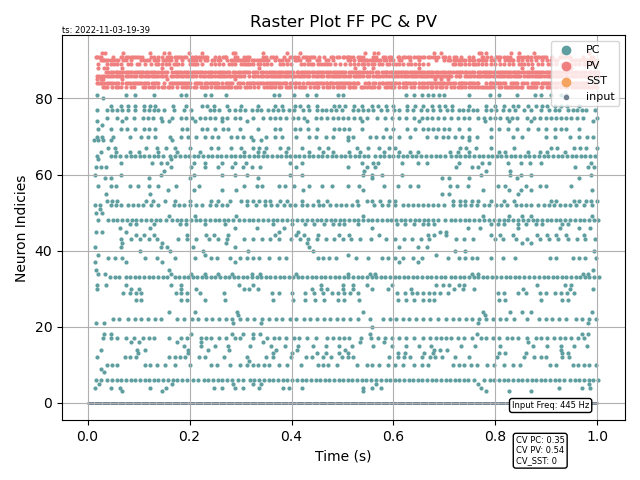 Raster Plot FF PC & PV
ts: 2022-11-03-19-39
PC
PV
SST
input
Neuron Indicies
80
60
40
20
0
Input Freq: 445 Hz
0.0 0.2 0.4 0.6 0.8 1.0
Time (s)
CV PC: 0.35
CV PV: 0.54
CV_SST: 0